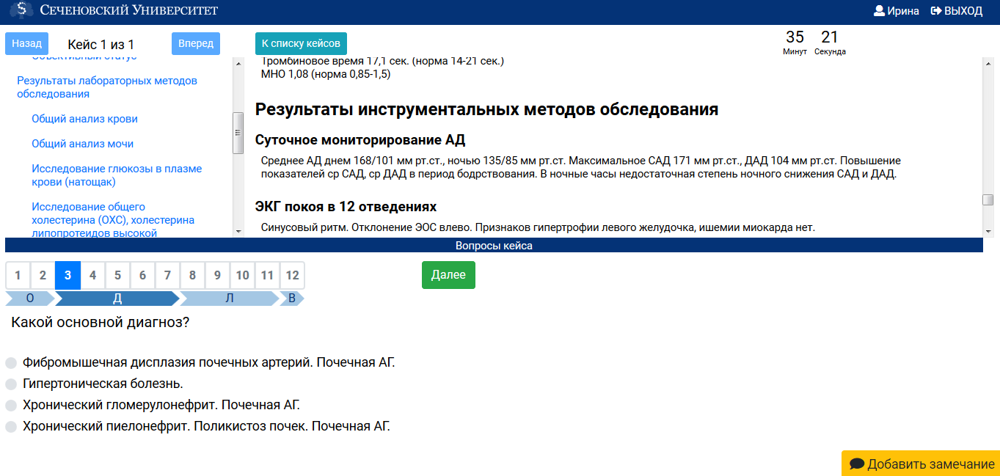 Сеченовский Университет
Ирина
ВЫХОД
Назад
Кейс 1 из 1
Вперед
К списку кейсов
35 21
Минут Секунда
Объективный статус
Результаты лабораторных методов
обследования
Общий анализ крови
Общий анализ мочи
Исследование глюкозы в плазме
крови (натощак)
Исследование общего
холестерина (ОХС), холестерина
липопротеидов высокой
Тромбиновое время 17,1 сек. (норма 14-21 сек.)
МНО 1,08 (норма 0,85-1,5)
Результаты инструментальных методов обследования
Суточное мониторирование АД
Среднее АД днем 168/101 мм рт.ст., ночью 135/85 мм рт.ст. Максимальное САД 171 мм рт.ст., ДАД 104 мм рт.ст. Повышение
показателей ср САД, ср ДАД в период бодрствования. В ночные часы недостаточная степень ночного снижения САД и ДАД.
ЭКГ покоя в 12 отведениях
Синусовый ритм. Отклонение ЭОС влево. Признаков гипертрофии левого желудочка, ишемии миокарда нет.
Вопросы кейса
1 2 3 4 5 6 7 8 9 10 11 12
Далее
О Д Л В
Какой основной диагноз?
Фибромышечная дисплазия почечных артерий. Почечная АГ.
Гипертоническая болезнь.
Хронический гломерулонефрит. Почечная АГ.
Хронический пиелонефрит. Поликистоз почек. Почечная АГ.
Добавить замечание